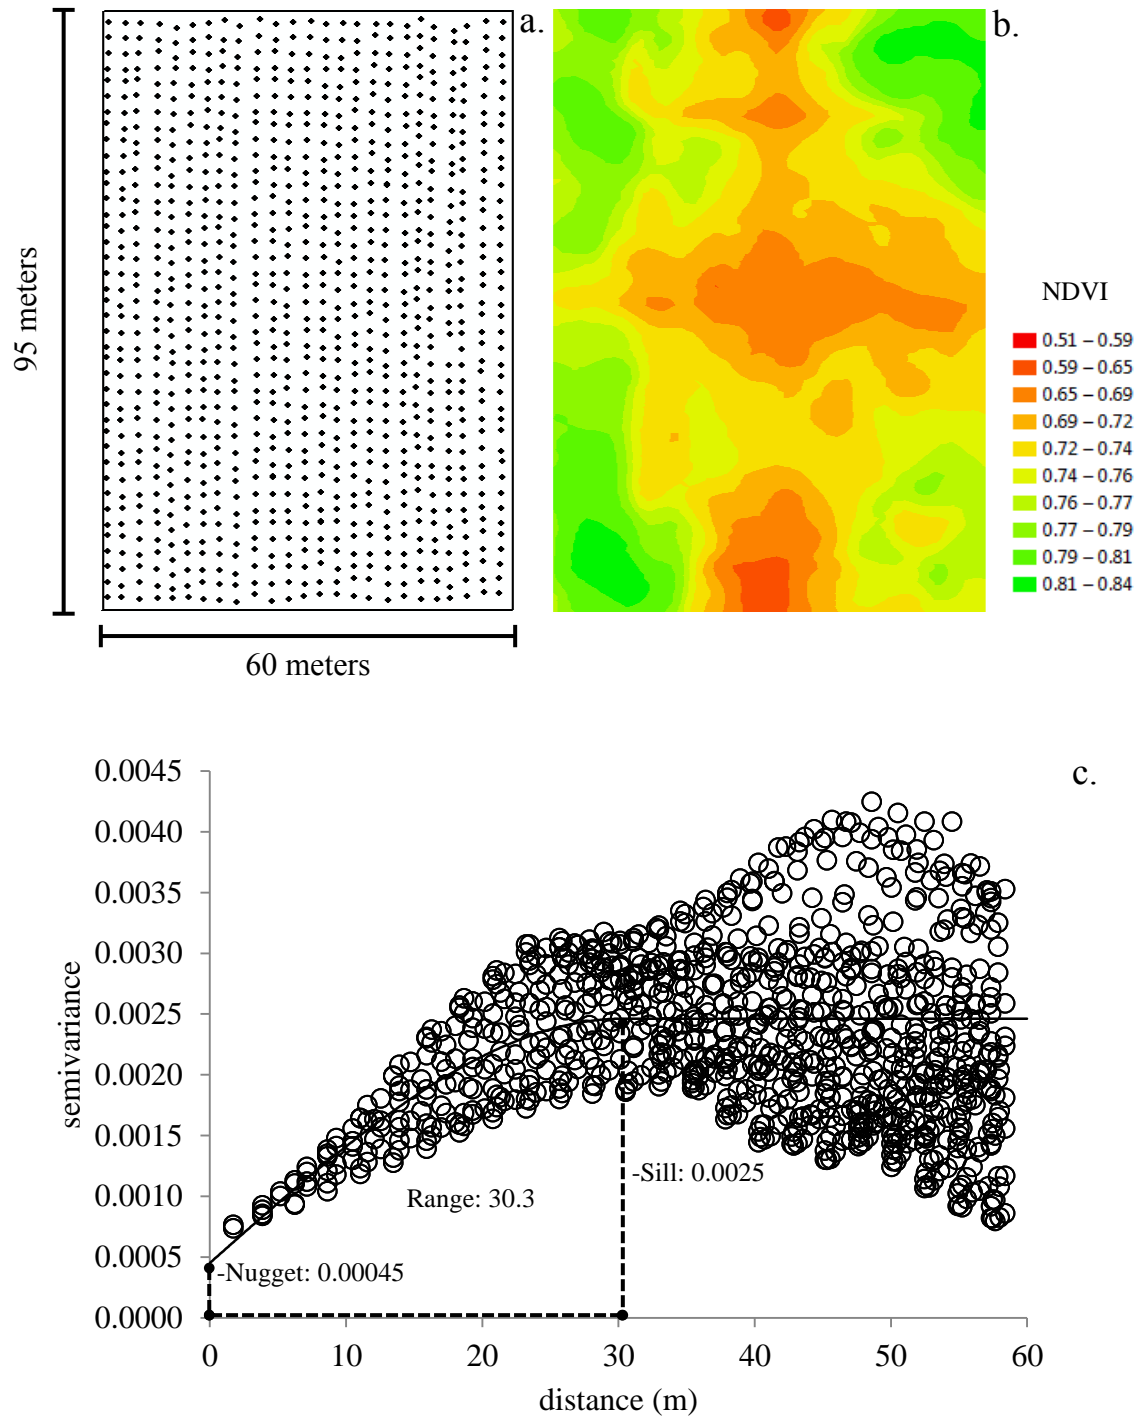 a.
b.
95 meters
60 meters
NDVI
0.51 – 0.59
0.59 – 0.65
0.65 – 0.69
0.69 – 0.72
0.72 – 0.74
0.74 – 0.76
0.76 – 0.77
0.77 – 0.79
0.79 – 0.81
0.81 – 0.84
c.
semivariance
0.0045
0.0040
0.0035
0.0030
0.0025
0.0020
0.0015
0.0010
0.0005
0.0000
-Sill: 0.0025
Range: 30.3
-Nugget: 0.00045
0 10 20 30 40 50 60
distance (m)